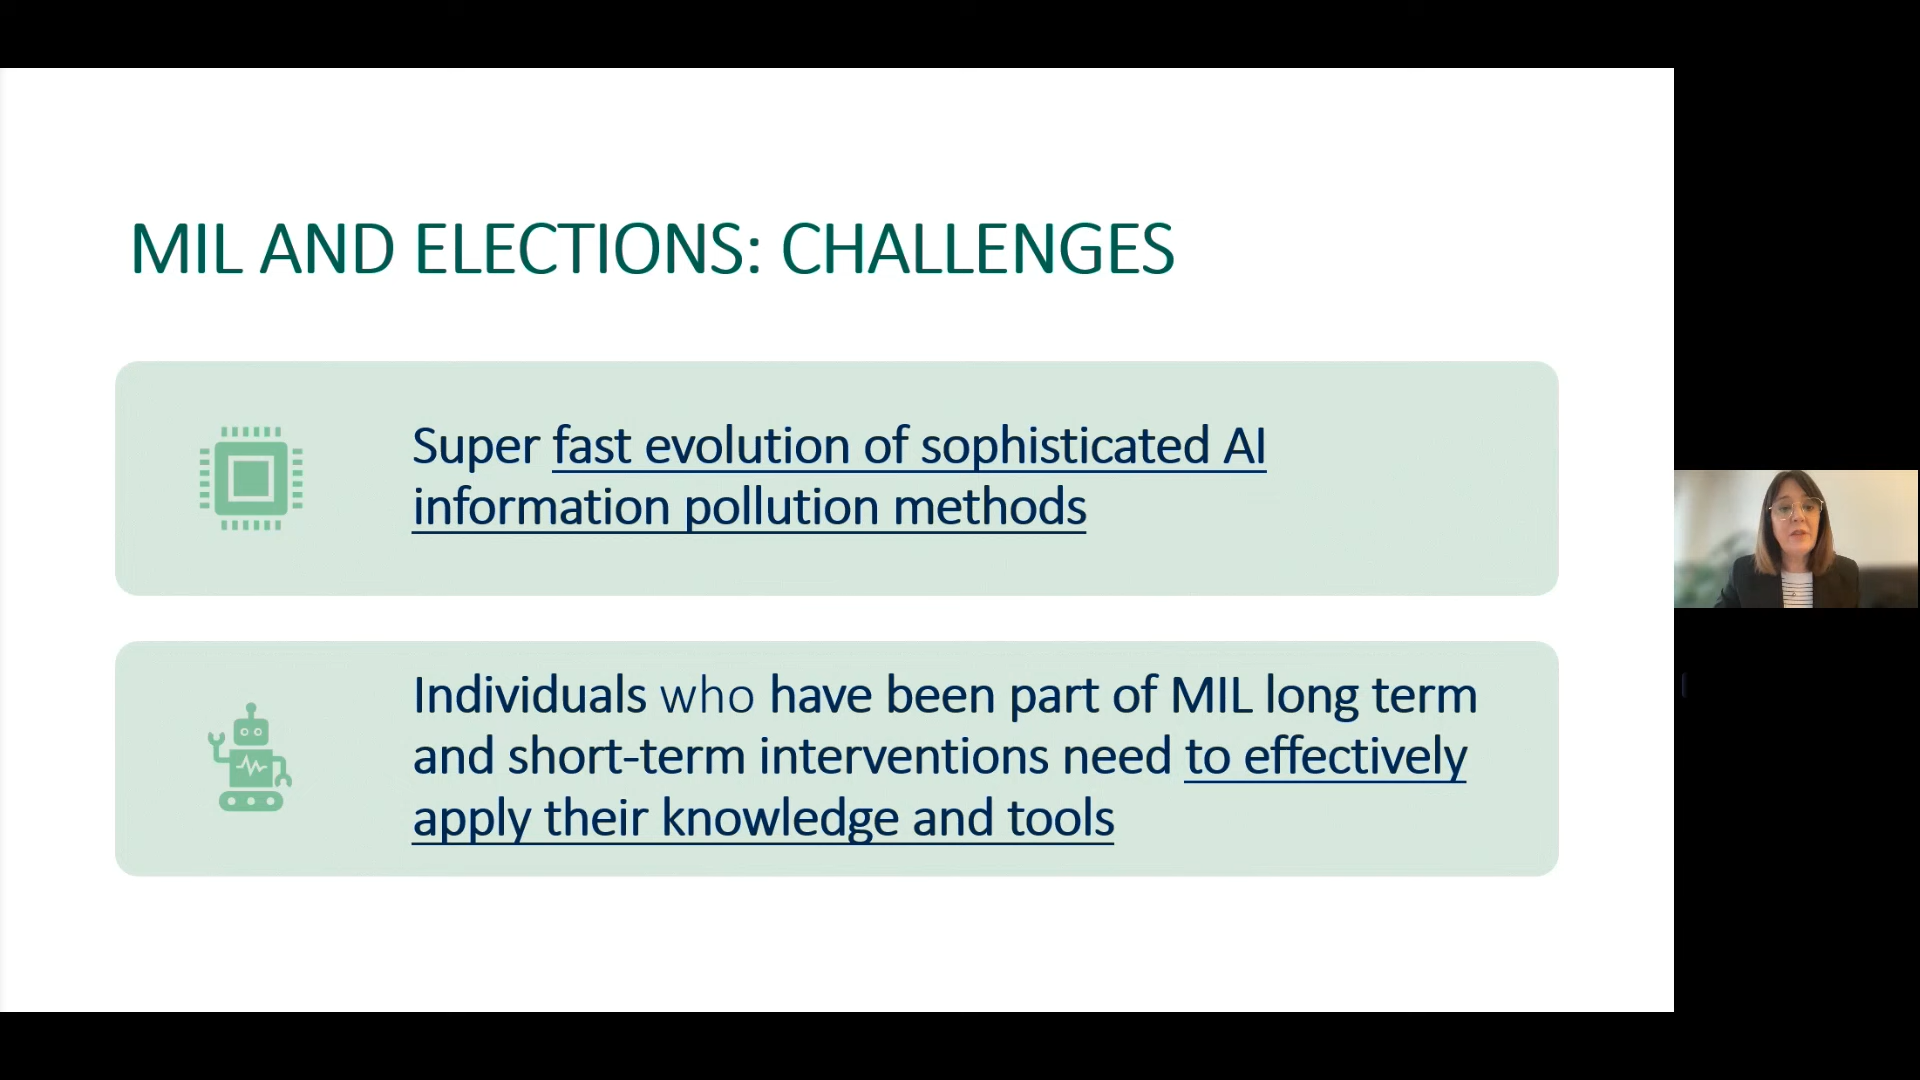 MIL AND ELECTIONS: CHALLENGES
Super fast evolution of sophisticated AI
information pollution methods
Individuals who have been part of MIL long term
and short-term interventions need to effectively
apply their knowledge and tools